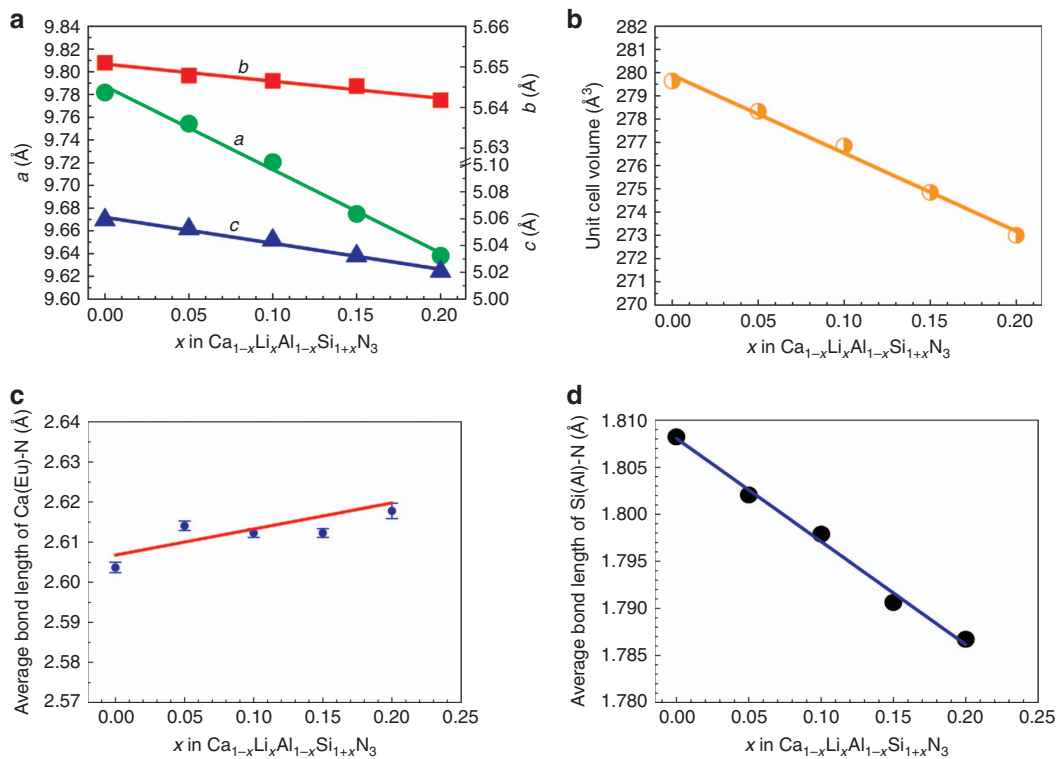 a
9.84
9.82
9.80
9.78
9.76
9.74
9.72
9.70
9.68
9.66
9.64
9.62
9.60
a (Å)
5.66
5.65
5.64
5.63
5.10
5.08
5.06
5.04
5.02
5.00
b (Å)
c (Å)
b
a
c
0.00 0.05 0.10 0.15 0.20
x in Ca1–xLixAl1–xSi1+xN3
b
282
280
278
277
275
273
272
270
Unit cell volume (Å3)
0.00 0.05 0.10 0.15 0.20
x in Ca1–xLixAl1–xSi1+xN3
c
2.64
2.63
2.62
2.61
2.60
2.59
2.58
2.57
Average bond length of Ca(Eu)-N (Å)
0.00 0.05 0.10 0.15 0.20 0.25
x in Ca1–xLixAl1–xSi1+xN3
d
1.810
1.805
1.800
1.795
1.790
1.785
1.780
Average bond length of Si(Al)-N (Å)
0.00 0.05 0.10 0.15 0.20 0.25
x in Ca1–xLixAl1–xSi1+xN3